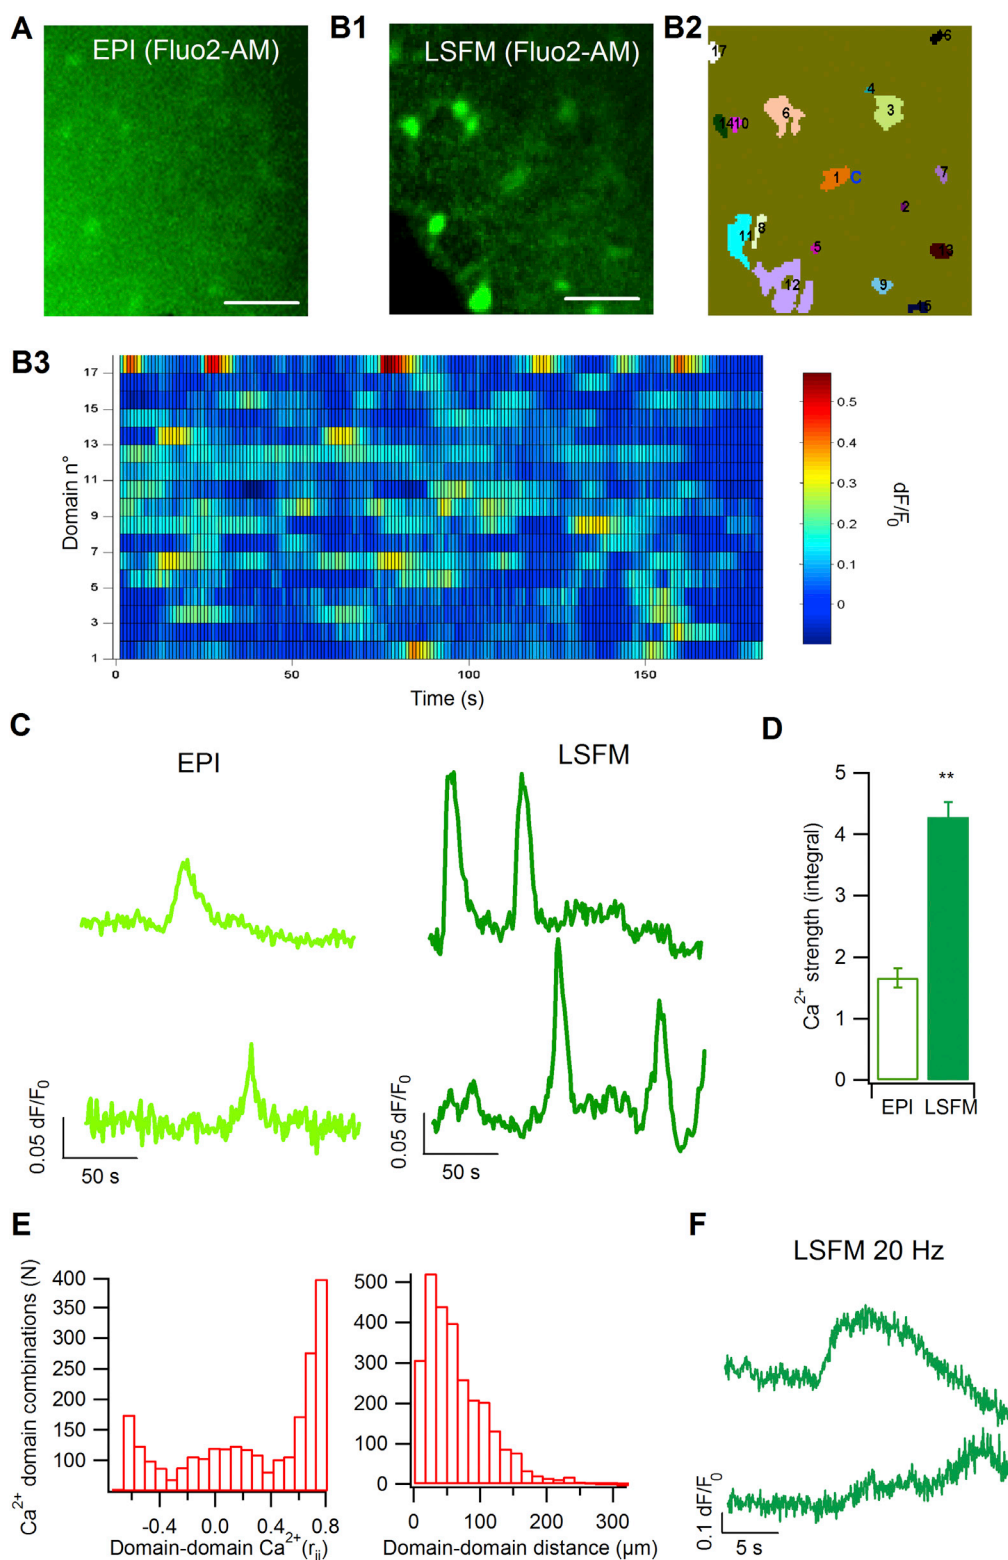 A
EPI (Fluo2-AM)
B1
LSFM (Fluo2-AM)
B2
17
16
4
3
6
14
10
1
C
7
2
8
11
5
13
12
9
15
B3
Domain n°
17
15
13
11
9
7
5
3
1
0
50
100
150
Time (s)
0.5
0.4
0.3
0.2
0.1
0
dF/F0
C
EPI
LSFM
0.05 dF/F0
50 s
0.05 dF/F0
50 s
D
Ca2+ strength (integral)
5
4
3
2
1
0
**
EPI
LSFM
E
Ca2+ domain combinations (N)
400
350
300
250
200
150
100
-0.4
0.0
0.4
0.8
Domain-domain Ca2+(rij)
500
400
300
200
100
0
0
100
200
300
Domain-domain distance (µm)
F
LSFM 20 Hz
0.1 dF/F0
5 s